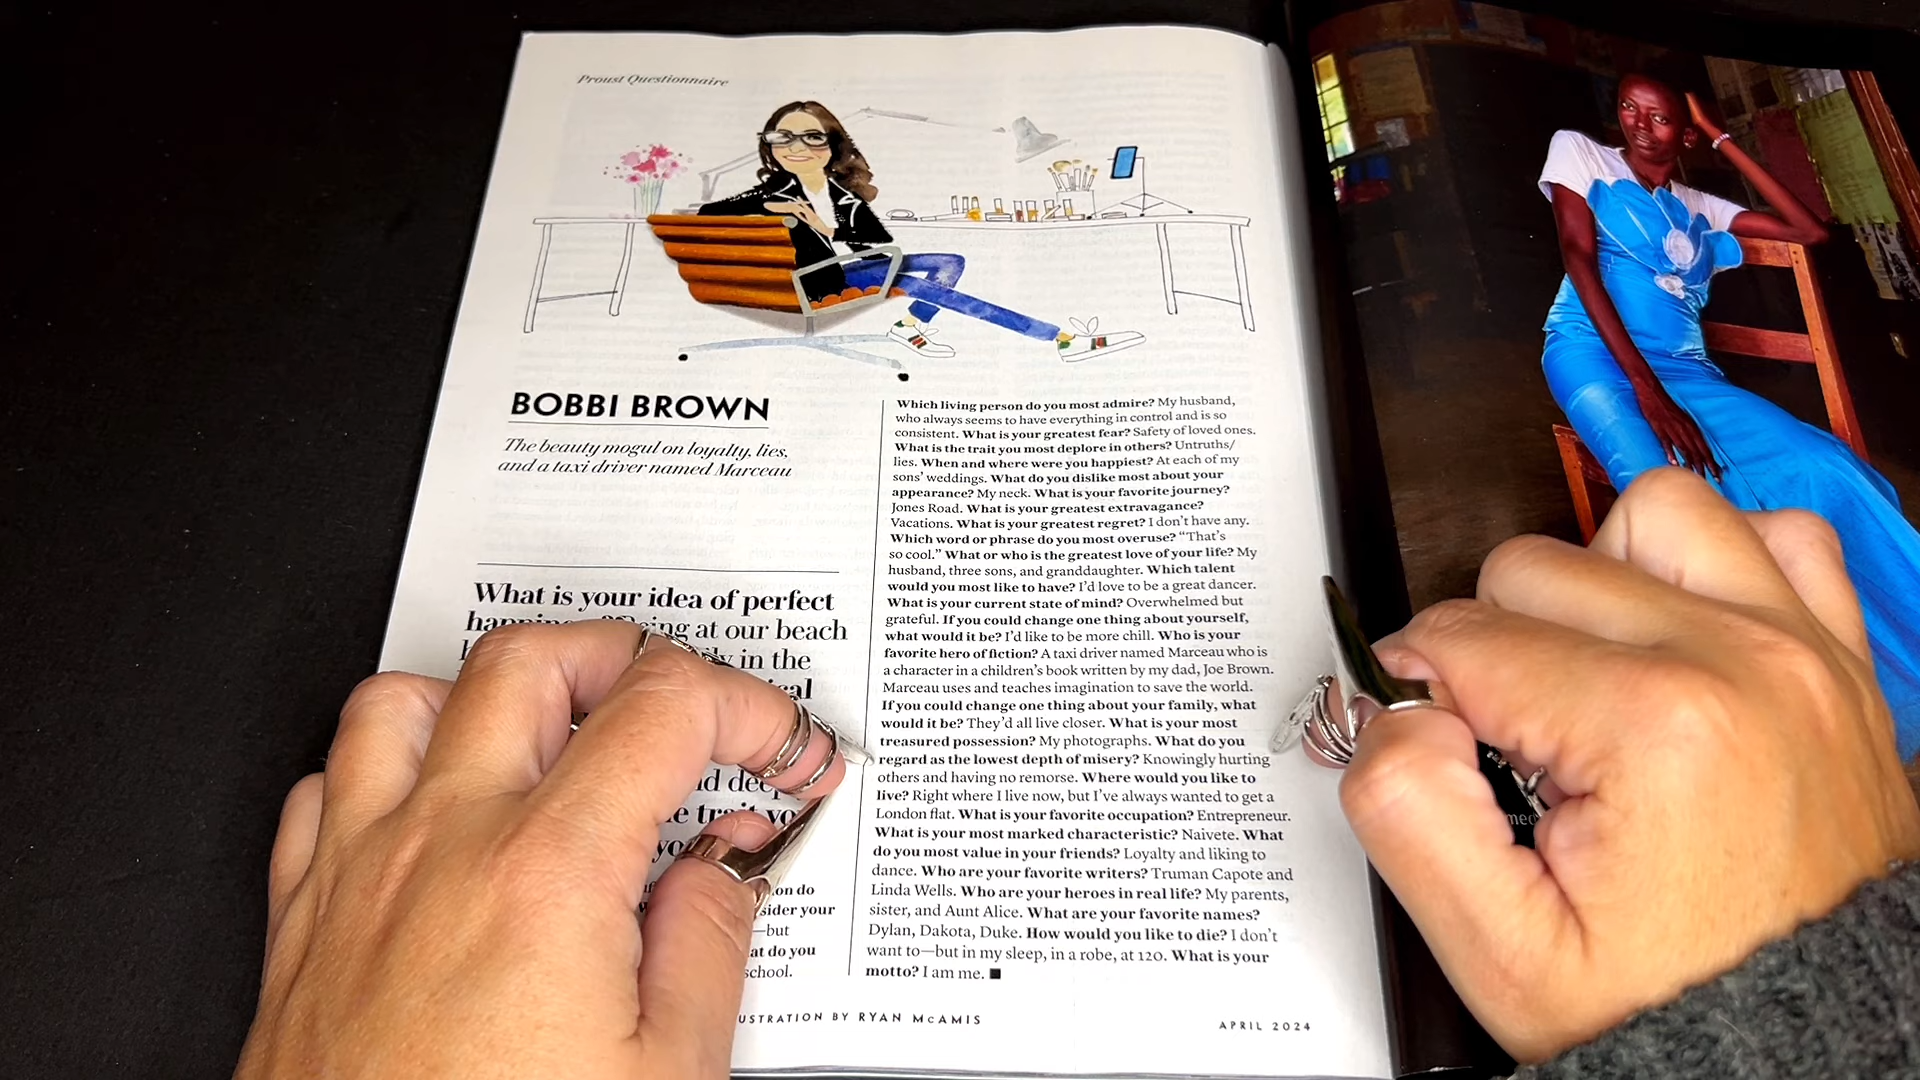 Proust Questionnaire
BOBBI BROWN
The beauty mogul on loyalty, lies,
and a taxi driver named Marceau
What is your idea of perfect
at our beach
in the
and
trait
on do
sider your
—but
at do you
school.
Which living person do you most admire? My husband,
who always seems to have everything in control and is so
consistent. What is your greatest fear? Safety of loved ones.
What is the trait you most deplore in others? Untruths/
lies. When and where were you happiest? At each of my
sons’ weddings. What do you dislike most about your
appearance? My neck. What is your favorite journey?
Jones Road. What is your greatest extravagance?
Vacations. What is your greatest regret? I don’t have any.
Which word or phrase do you most overuse? “That’s
so cool.” What or who is the greatest love of your life? My
husband, three sons, and granddaughter. Which talent
would you most like to have? I’d love to be a great dancer.
What is your current state of mind? Overwhelmed but
grateful. If you could change one thing about yourself,
what would it be? I’d like to be more chill. Who is your
favorite hero of fiction? A taxi driver named Marceau who is
a character in a children’s book written by my dad, Joe Brown.
Marceau uses and teaches imagination to save the world.
If you could change one thing about your family, what
would it be? They’d all live closer. What is your most
treasured possession? My photographs. What do you
regard as the lowest depth of misery? Knowingly hurting
others and having no remorse. Where would you like to
live? Right where I live now, but I’ve always wanted to get a
London flat. What is your favorite occupation? Entrepreneur.
What is your most marked characteristic? Naivete. What
do you most value in your friends? Loyalty and liking to
dance. Who are your favorite writers? Truman Capote and
Linda Wells. Who are your heroes in real life? My parents,
sister, and Aunt Alice. What are your favorite names?
Dylan, Dakota, Duke. How would you like to die? I don’t
want to—but in my sleep, in a robe, at 120. What is your
motto? I am me. ■
USTRATION BY RYAN McAMIS
APRIL 2024